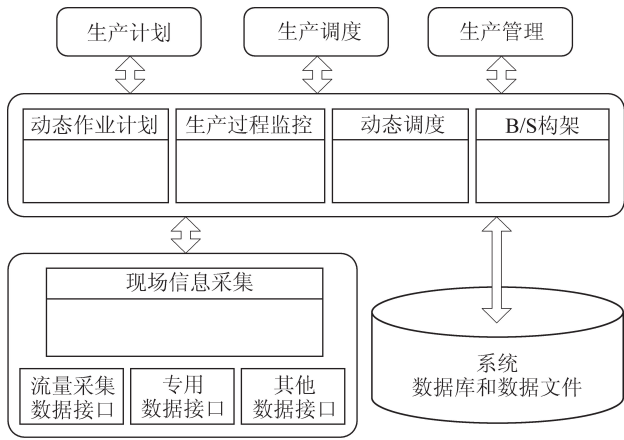 生产计划
生产调度
生产管理
动态作业计划
生产过程监控
动态调度
B/S构架
现场信息采集
流量采集
数据接口
专用
数据接口
其他
数据接口
系统
数据库和数据文件